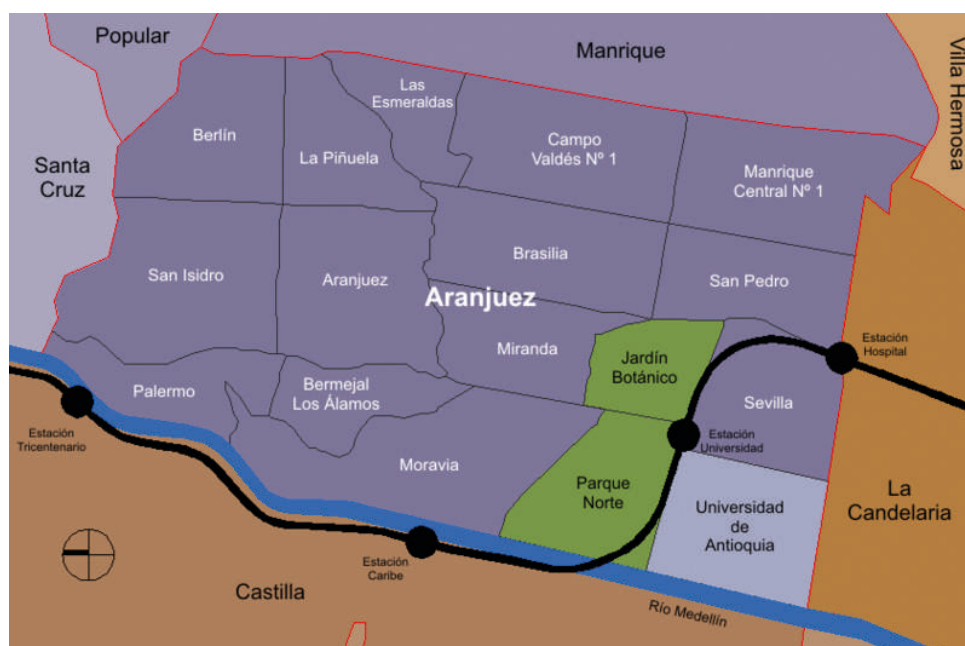 Popular
Manrique
Villa Hermosa
Las
Esmeraldas
Berlín
La Piñuela
Campo
Valdés Nº 1
Manrique
Central Nº 1
Santa
Cruz
San Isidro
Aranjuez
Brasilia
San Pedro
Aranjuez
Miranda
Jardín
Botánico
Estación
Hospital
Palermo
Bermejal
Los Álamos
Sevilla
Estación
Tricentenario
Estación
Universidad
Moravia
Parque
Norte
Universidad
de
Antioquia
La
Candelaria
Estación
Caribe
Castilla
Río Medellín